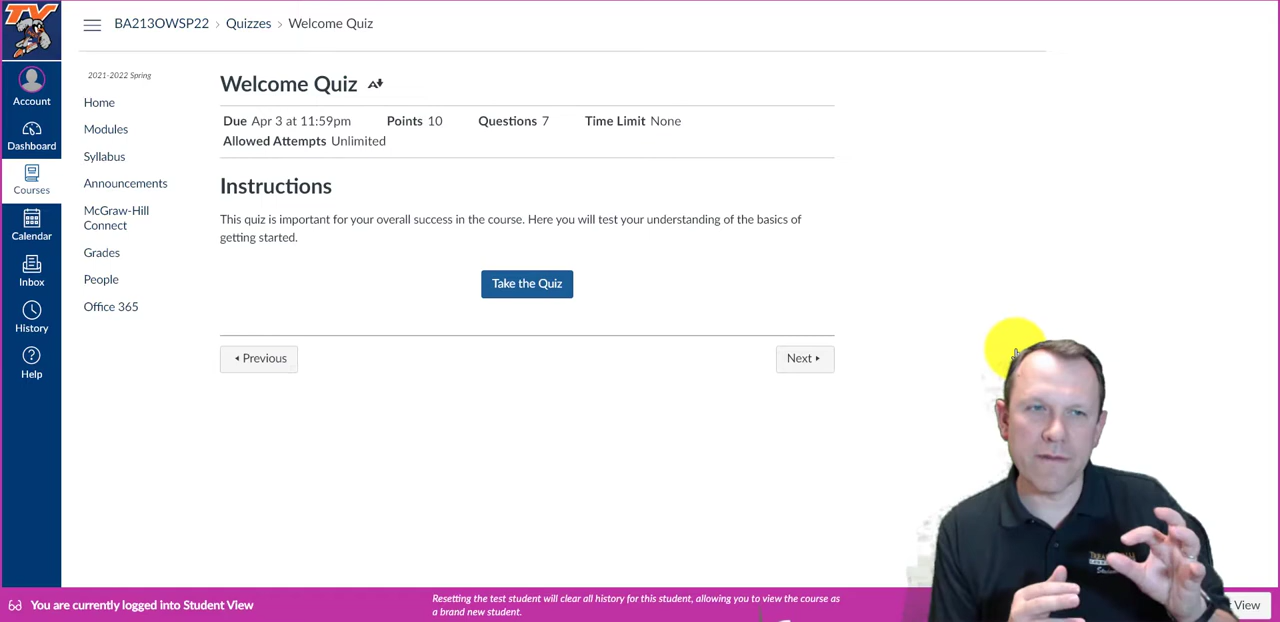 TV
BA213OWSP22 › Quizzes › Welcome Quiz
Account
Dashboard
Courses
Calendar
Inbox
History
Help
2021-2022 Spring
Home
Modules
Syllabus
Announcements
McGraw-Hill
Connect
Grades
People
Office 365
Welcome Quiz
Due Apr 3 at 11:59pm Points 10 Questions 7 Time Limit None
Allowed Attempts Unlimited
Instructions
This quiz is important for your overall success in the course. Here you will test your understanding of the basics of
getting started.
Take the Quiz
Previous
Next
You are currently logged into Student View
Resetting the test student will clear all history for this student, allowing you to view the course as
a brand new student.
View